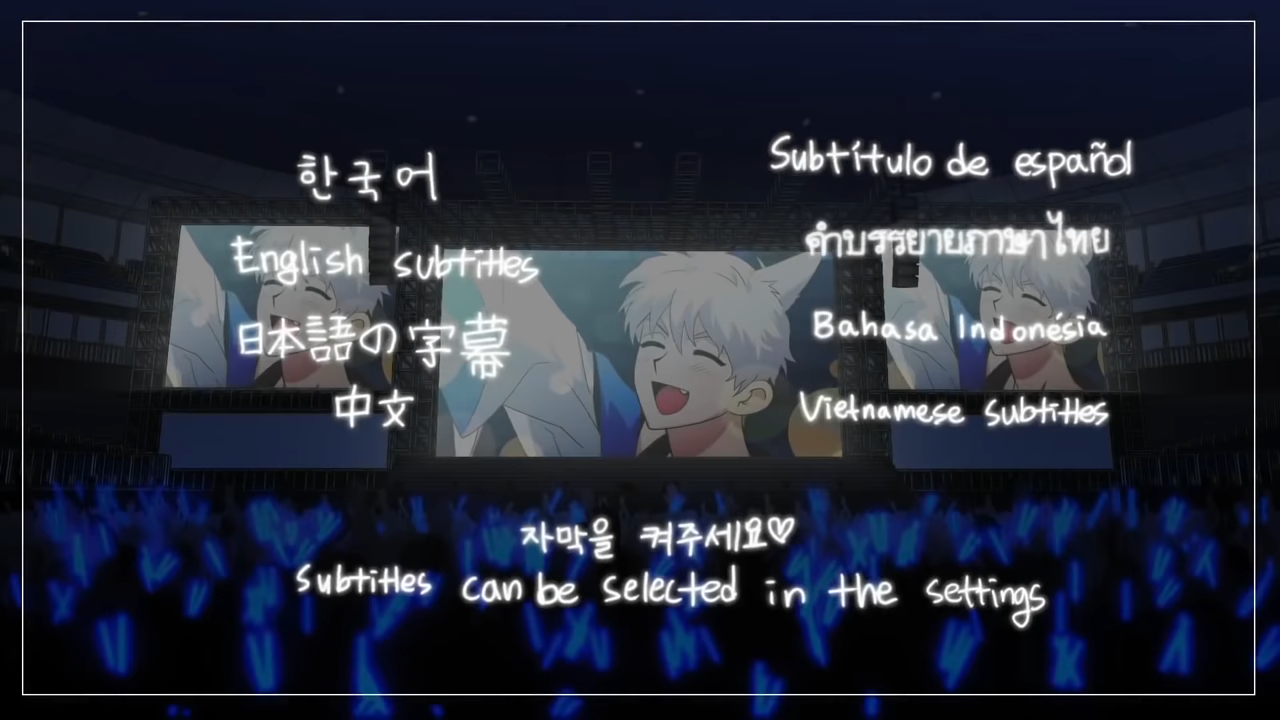 한국어
English subtitles
日本語の字幕
中文
Subtítulo de español
คำบรรยายภาษาไทย
Bahasa Indonésia
Vietnamese subtitles
자막을 켜주세요♡
Subtitles can be selected in the settings